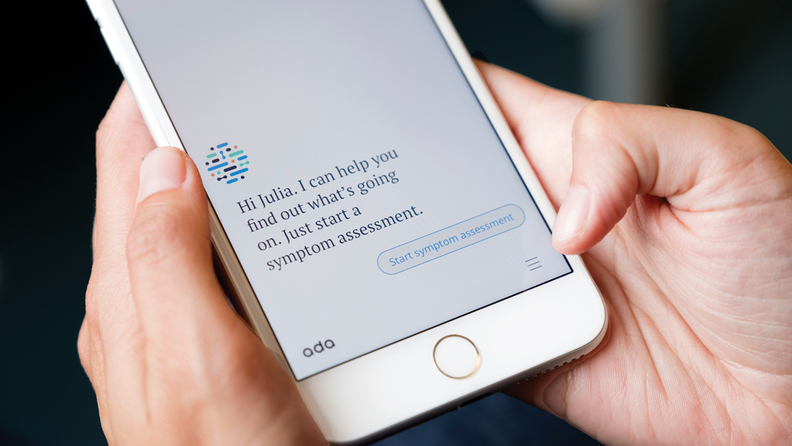 Hi Julia. I can help you
find out what's going
on. Just start a
symptom assessment.
Start symptom assessment
ada